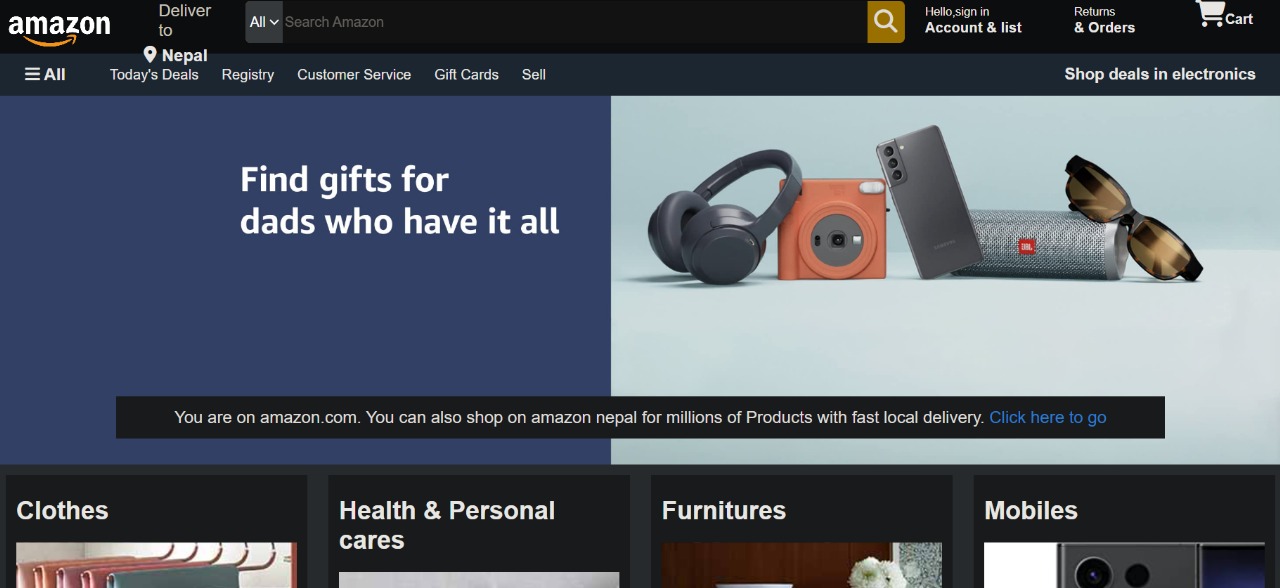 amazon
Deliver
to
Nepal
All
Search Amazon
Hello,sign in
Account & list
Returns
& Orders
Cart
All
Today's Deals
Registry
Customer Service
Gift Cards
Sell
Shop deals in electronics
Find gifts for
dads who have it all
JBL
You are on amazon.com. You can also shop on amazon nepal for millions of Products with fast local delivery. Click here to go
Clothes
Health & Personal
cares
Furnitures
Mobiles